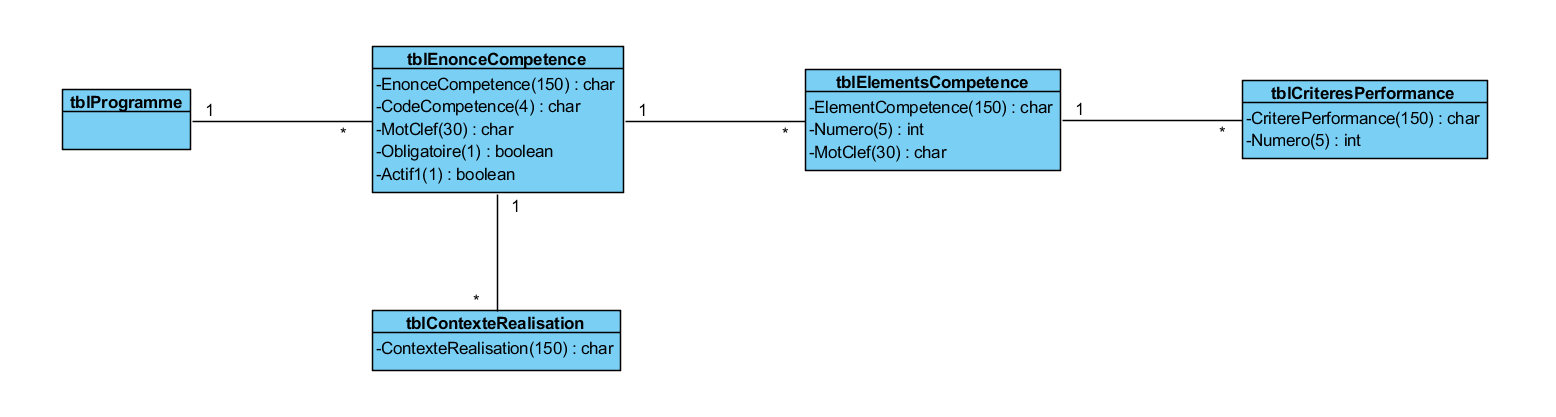 tblProgramme
1
*
tblEnonceCompetence
-EnonceCompetence(150) : char
-CodeCompetence(4) : char
-MotClef(30) : char
-Obligatoire(1) : boolean
-Actif1(1) : boolean
1
*
tblElementsCompetence
-ElementCompetence(150) : char
-Numero(5) : int
-MotClef(30) : char
1
*
tblCriteresPerformance
-CriterePerformance(150) : char
-Numero(5) : int
1
*
tblContexteRealisation
-ContexteRealisation(150) : char